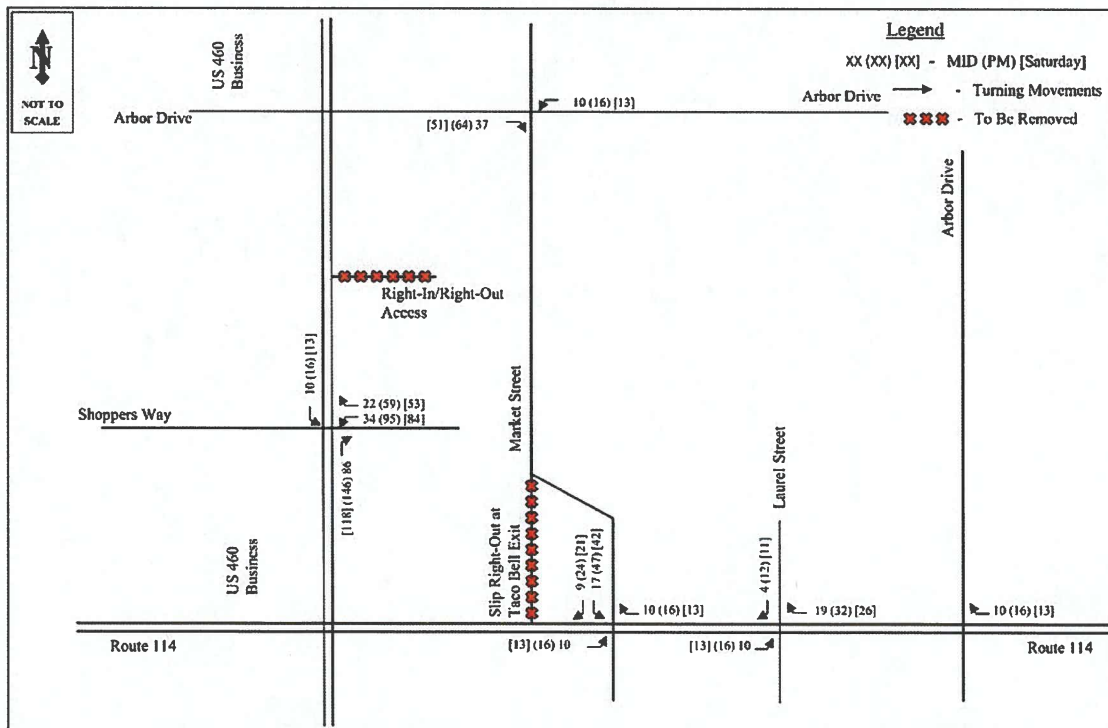 N
NOT TO
SCALE
US 460
Business
Legend
XX (XX) [XX] - MID (PM) [Saturday]
- Turning Movements
- To Be Removed
Arbor Drive
10 (16) [13]
Arbor Drive
[51] (64) 37
Arbor Drive
Right-In/Right-Out
Access
10 (16) [13]
22 (59) [53]
34 (95) [84]
Shoppers Way
[118] (146) 86
Market Street
US 460
Business
Slip Right-Out at
Taco Bell Exit
9 (24) [21]
17 (47) [42]
10 (16) [13]
Laurel Street
4 (12) [11]
19 (32) [26]
10 (16) [13]
Route 114
[13] (16) 10
[13] (16) 10
Route 114